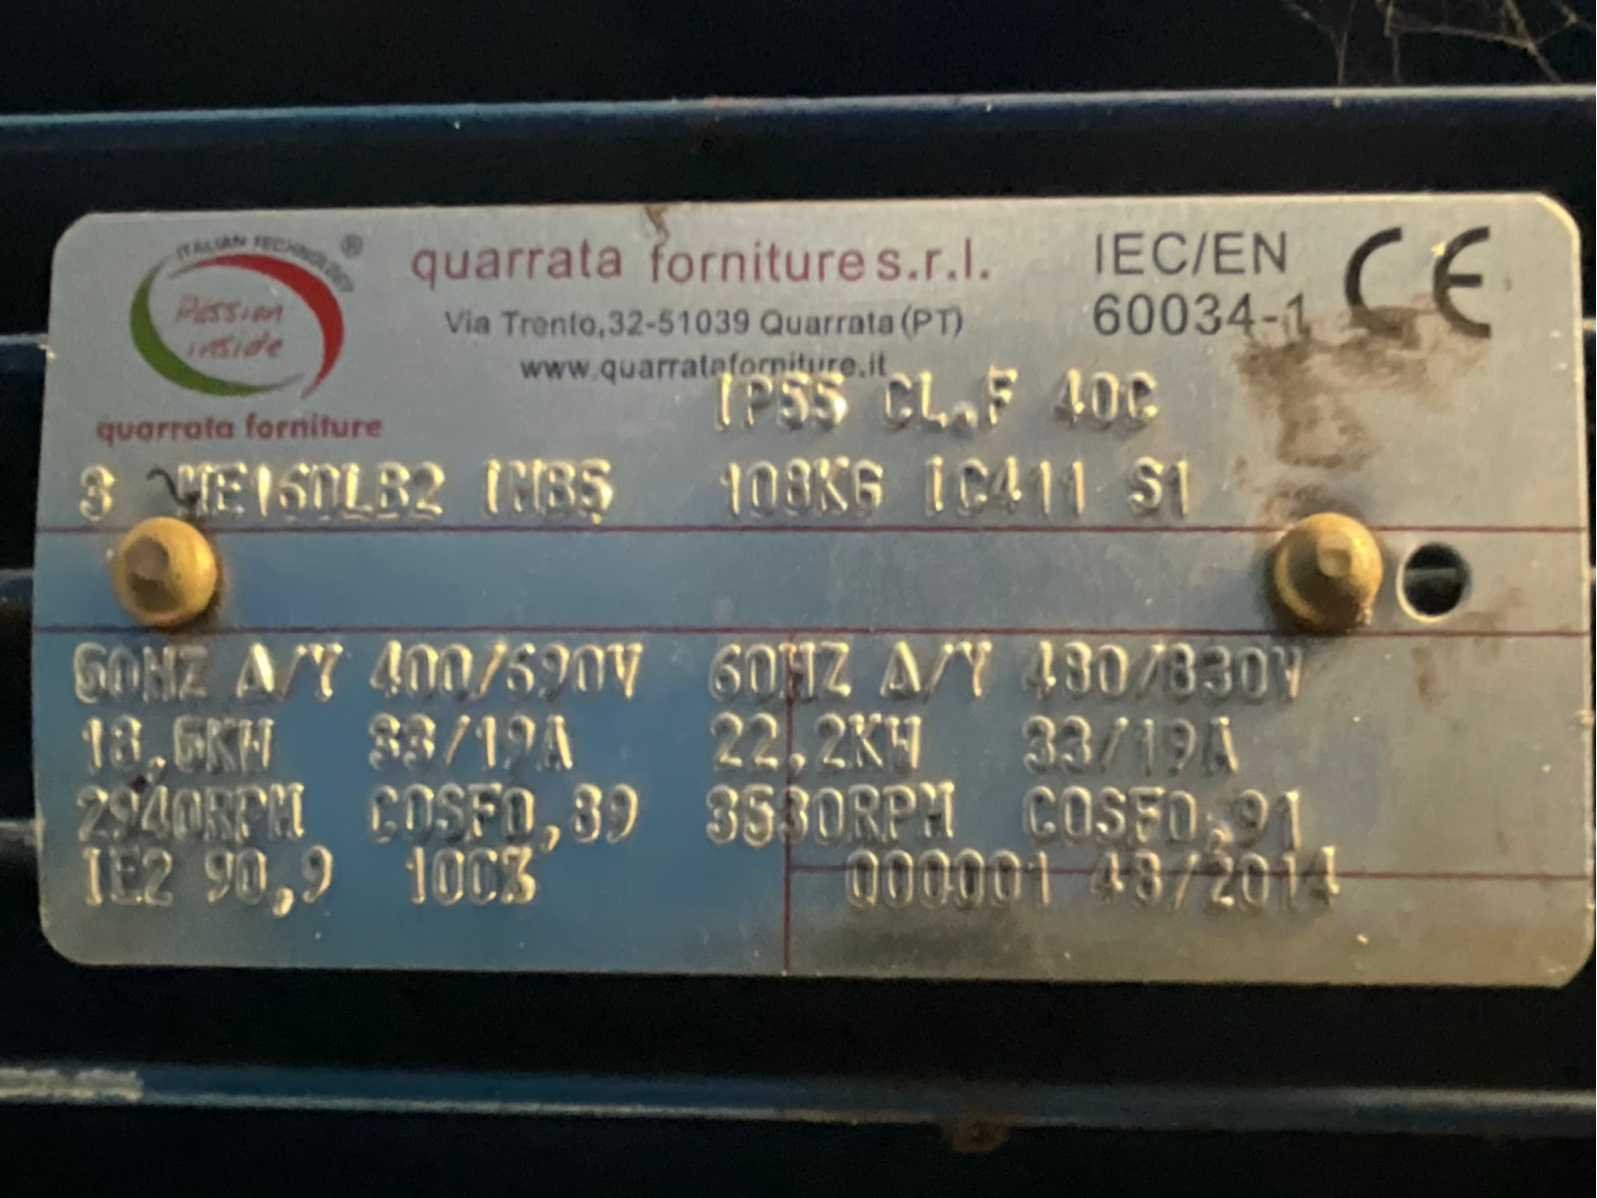 ITALIAN TECHNOLOGY ®
Passion
inside
quarrata forniture
quarrata forniture s.r.l.
Via Trento,32-51039 Quarrata (PT)
www.quarrataforniture.it
IEC/EN
60034-1
CE
IP55 CL.F 40C
3 ~ ME160LB2 IMB5 108KG IC411 S1
50HZ Δ/Y 400/690V
18,5KW 33/19A
2940RPM COSFO,89
IE2 90,9 100%
60HZ Δ/Y 480/830V
22,2KW 33/19A
3530RPM COSFO,91
000001 48/2014